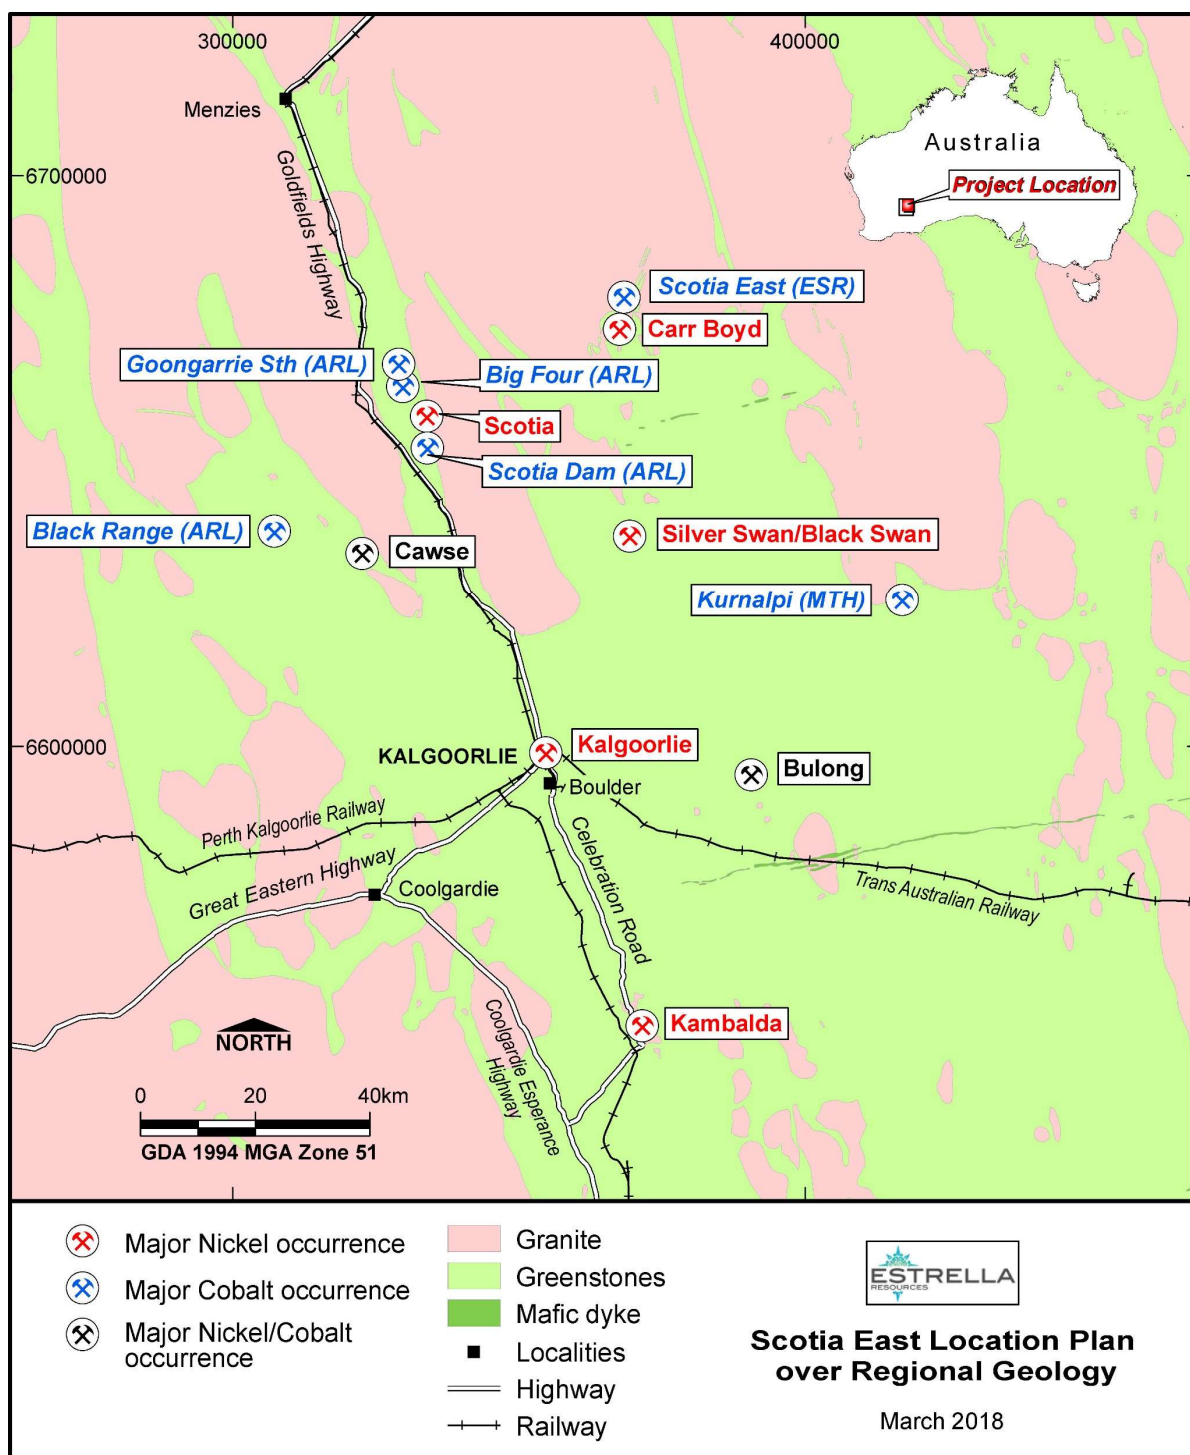 300000
400000
Menzies
Australia
6700000
Project Location
Goldfields Highway
Scotia East (ESR)
Carr Boyd
Goongarrie Sth (ARL)
Big Four (ARL)
Scotia
Scotia Dam (ARL)
Black Range (ARL)
Cawse
Silver Swan/Black Swan
Kurnalpi (MTH)
6600000
KALGOORLIE
Kalgoorlie
Bulong
Boulder
Perth Kalgoorlie Railway
Celebration Road
Great Eastern Highway
Coolgardie
Trans Australian Railway
Coolgardie Esperance
Highway
Kambalda
NORTH
0 20 40km
GDA 1994 MGA Zone 51
Major Nickel occurrence
Major Cobalt occurrence
Major Nickel/Cobalt
occurrence
Granite
Greenstones
Mafic dyke
Localities
Highway
Railway
ESTRELLA
RESOURCES
Scotia East Location Plan
over Regional Geology
March 2018